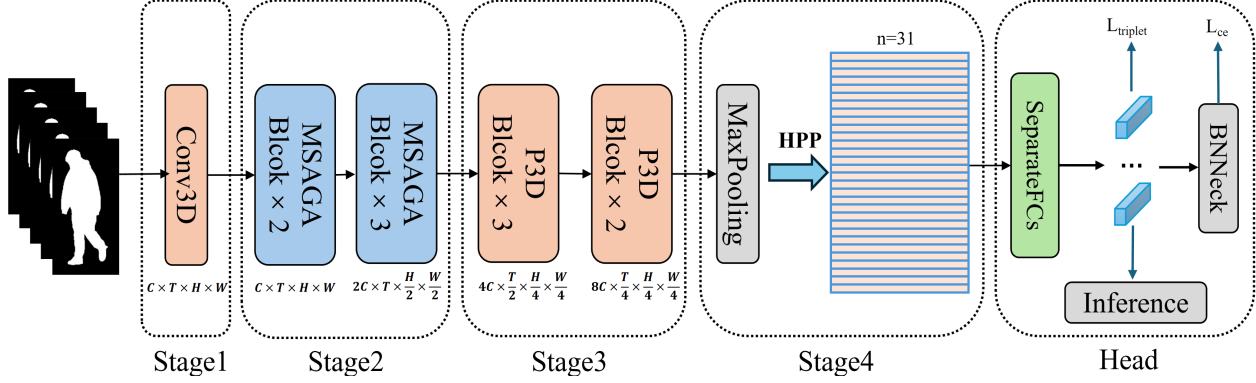 n=31
L_triplet
L_ce
Conv3D
MSAGA
Blcok × 2
MSAGA
Blcok × 3
P3D
Blcok × 3
P3D
Blcok × 2
MaxPooling
HPP
SeparateFCs
...
BNNeck
C × T × H × W
C × T × H × W
2C × T × H/2 × W/2
4C × T/2 × H/4 × W/4
8C × T/4 × H/4 × W/4
Inference
Stage1
Stage2
Stage3
Stage4
Head